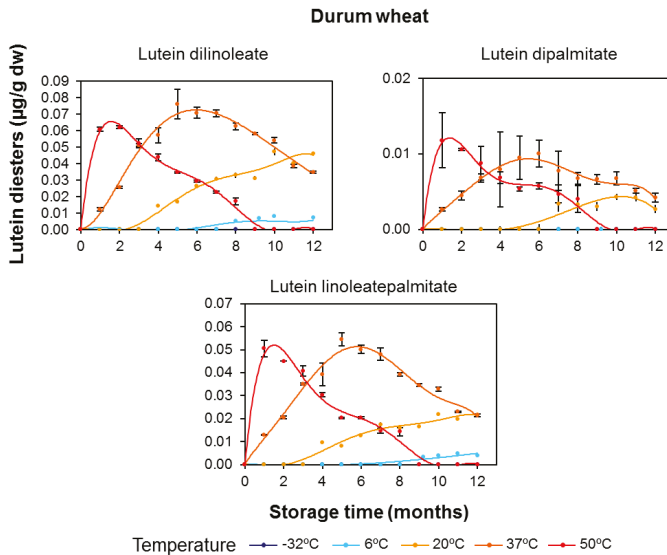 Durum wheat
Lutein dilinoleate
Lutein dipalmitate
Lutein diesters (µg/g dw)
0.09
0.08
0.07
0.06
0.05
0.04
0.03
0.02
0.01
0.00
0 2 4 6 8 10 12
0.02
0.01
0.00
0 2 4 6 8 10 12
Lutein linoleatepalmitate
0.07
0.06
0.05
0.04
0.03
0.02
0.01
0.00
0 2 4 6 8 10 12
Storage time (months)
Temperature -32ºC 6ºC 20ºC 37ºC 50ºC